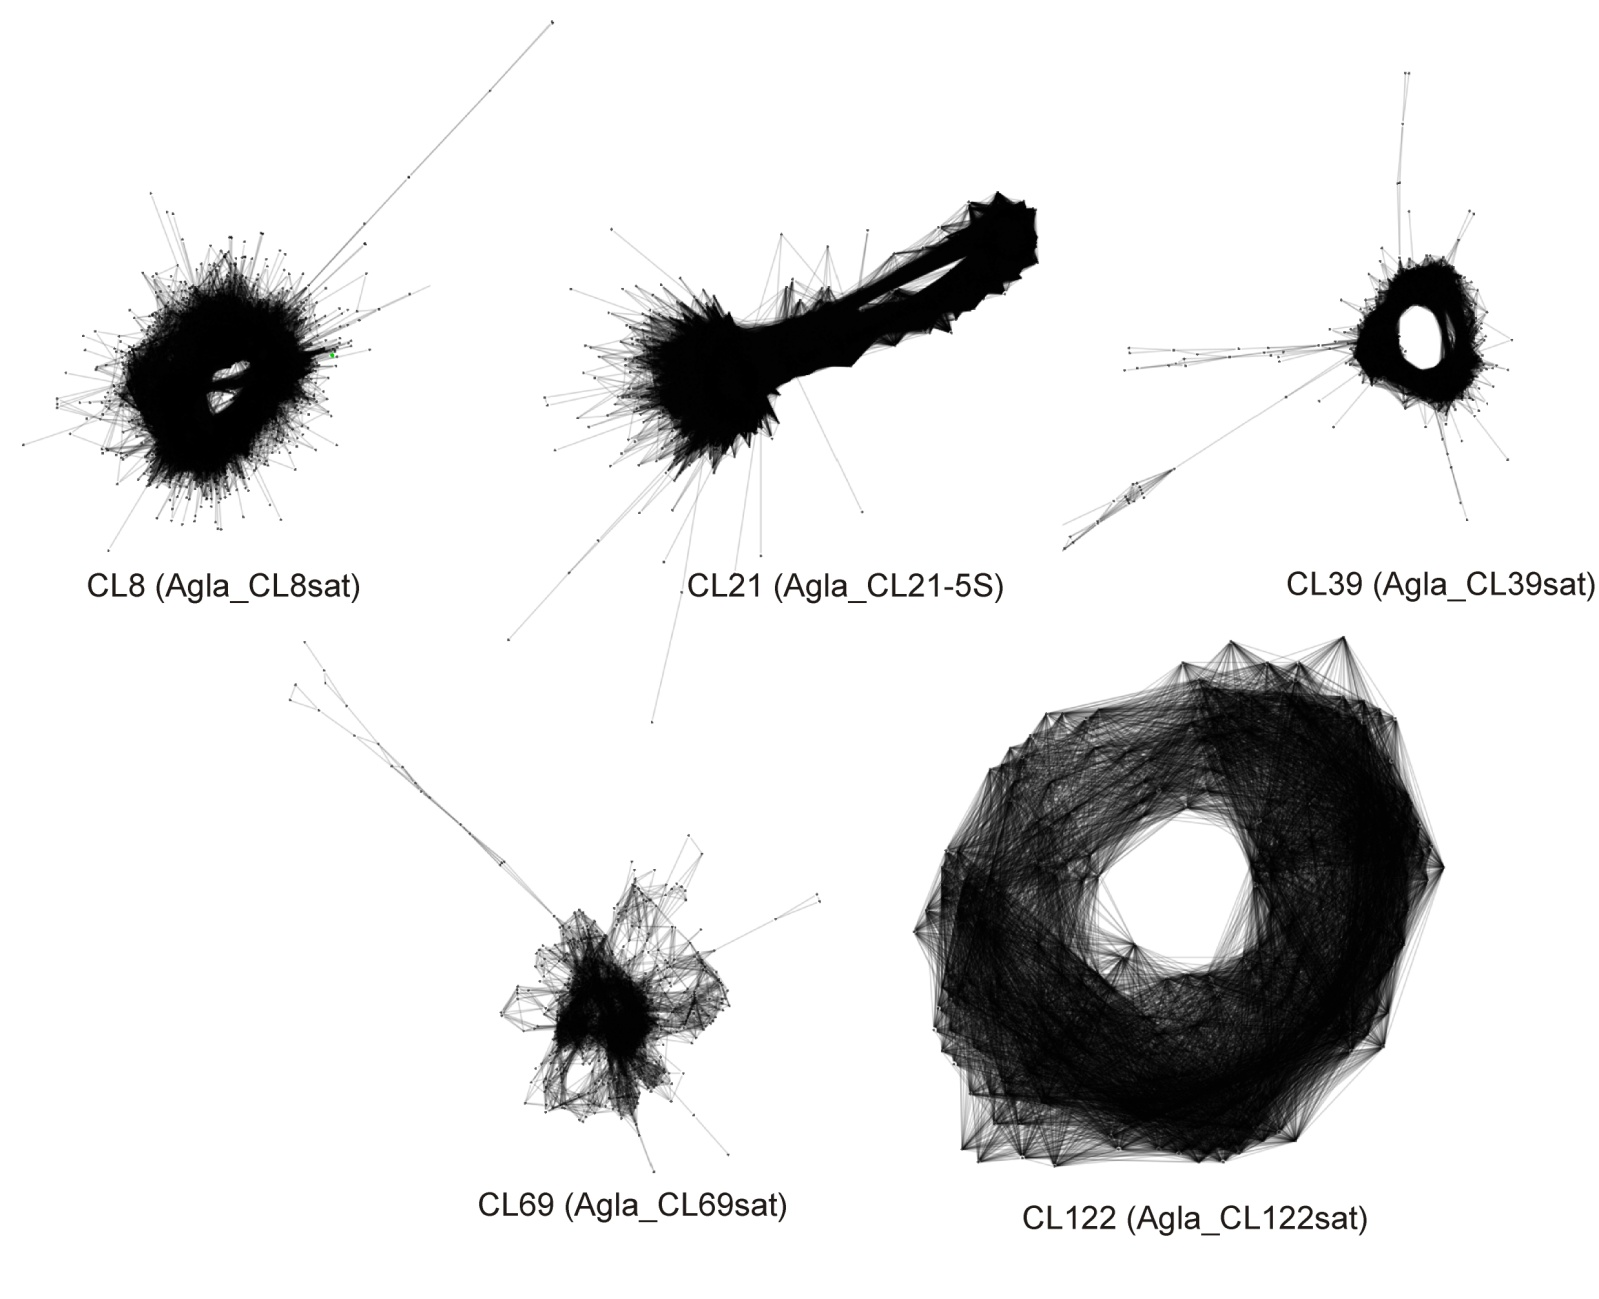 CL8 (Agla_CL8sat)
CL21 (Agla_CL21-5S)
CL39 (Agla_CL39sat)
CL69 (Agla_CL69sat)
CL122 (Agla_CL122sat)